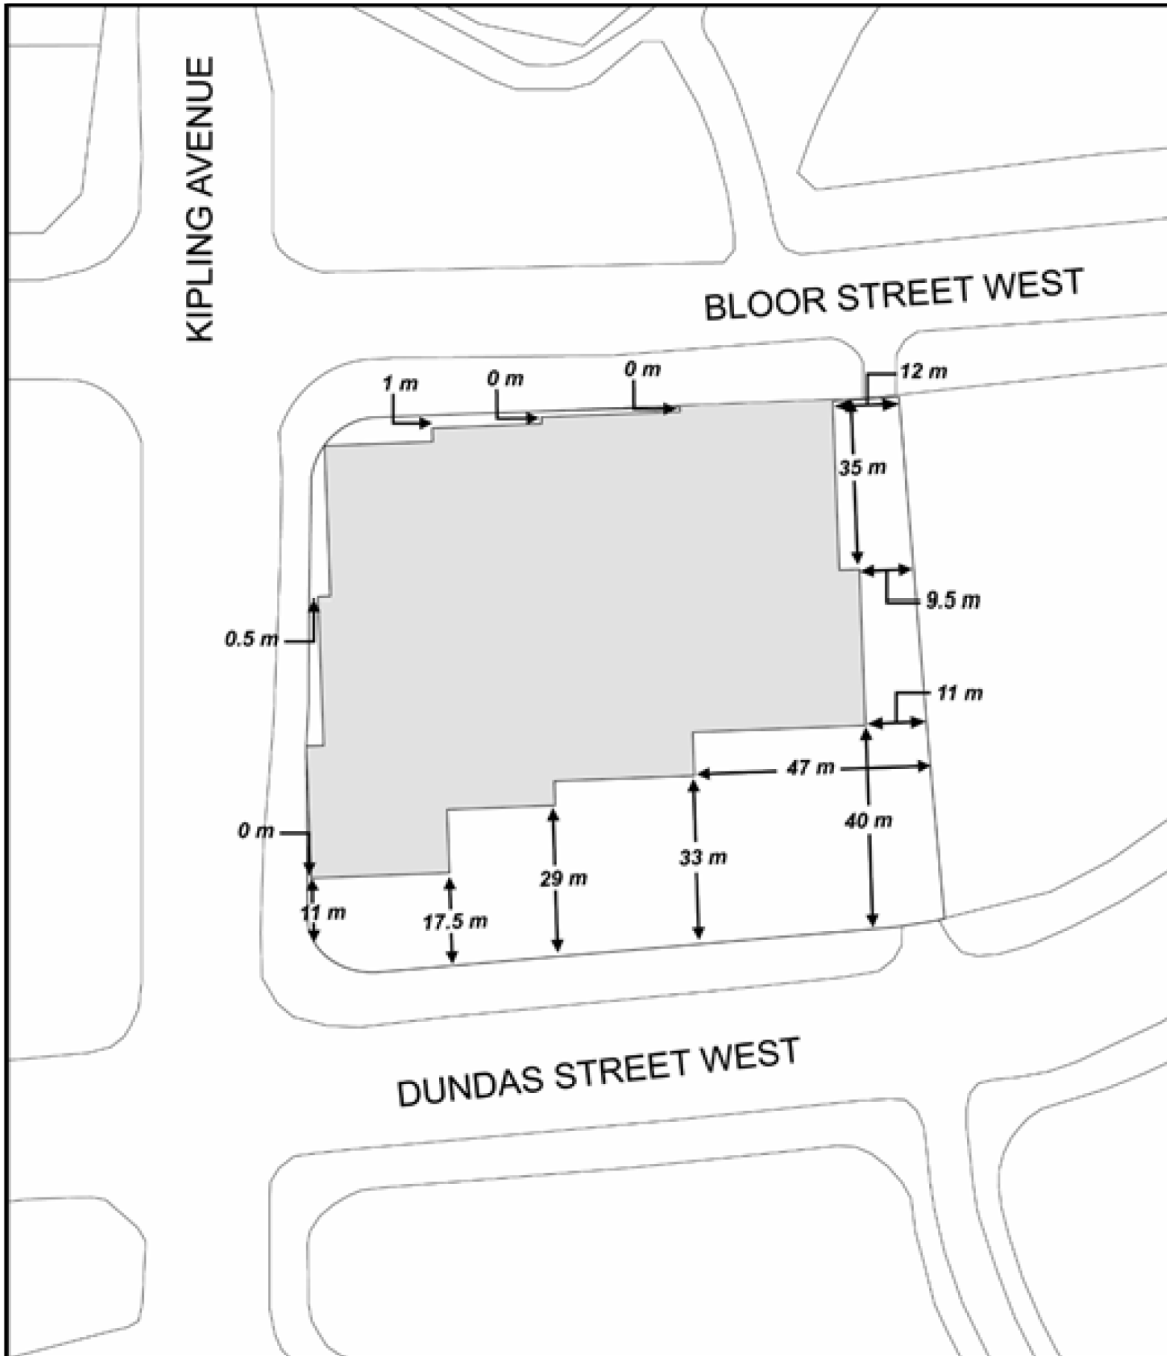 KIPLING AVENUE
BLOOR STREET WEST
1 m
0 m
0 m
12 m
35 m
9.5 m
0.5 m
11 m
47 m
0 m
40 m
33 m
29 m
11 m
17.5 m
DUNDAS STREET WEST